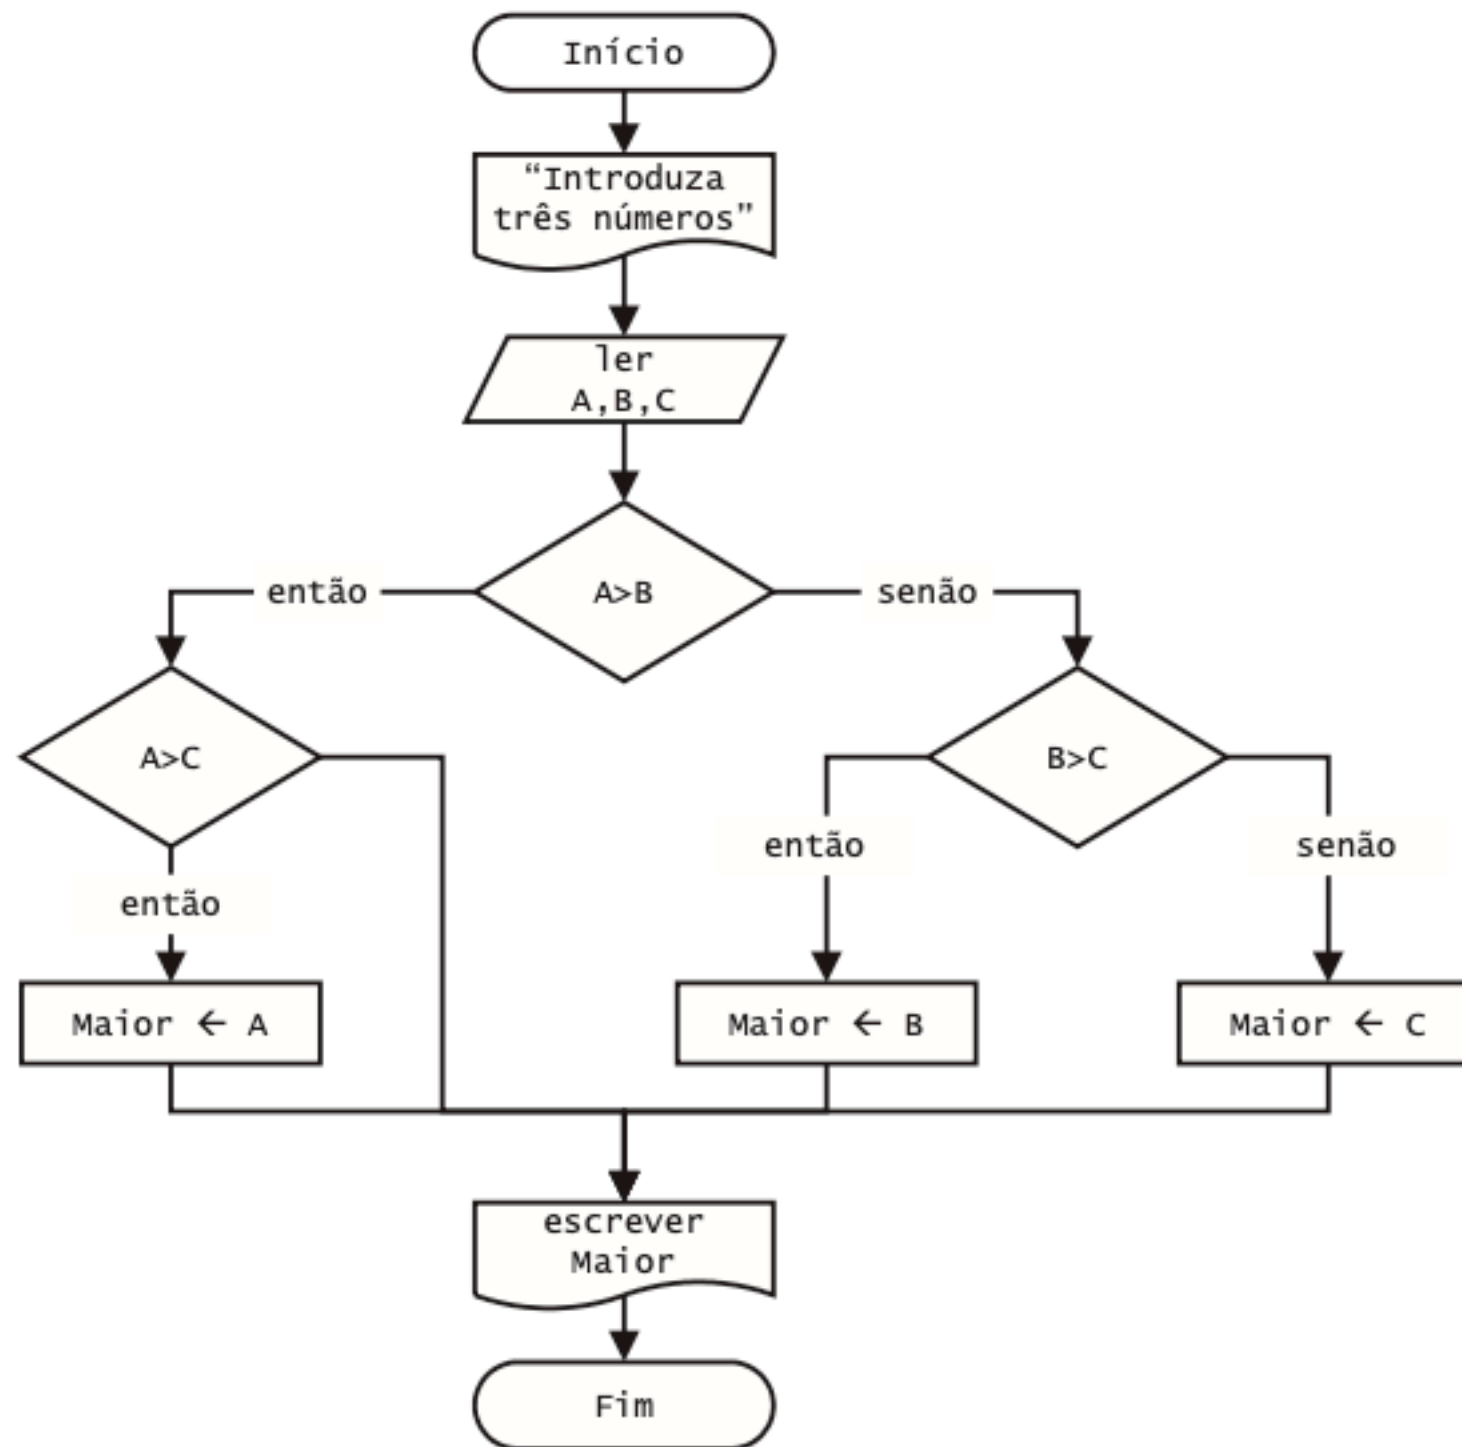 Início
“Introduza
três números”
ler
A,B,C
A>B
então
senão
A>C
B>C
então
senão
então
Maior ← A
Maior ← B
Maior ← C
escrever
Maior
Fim